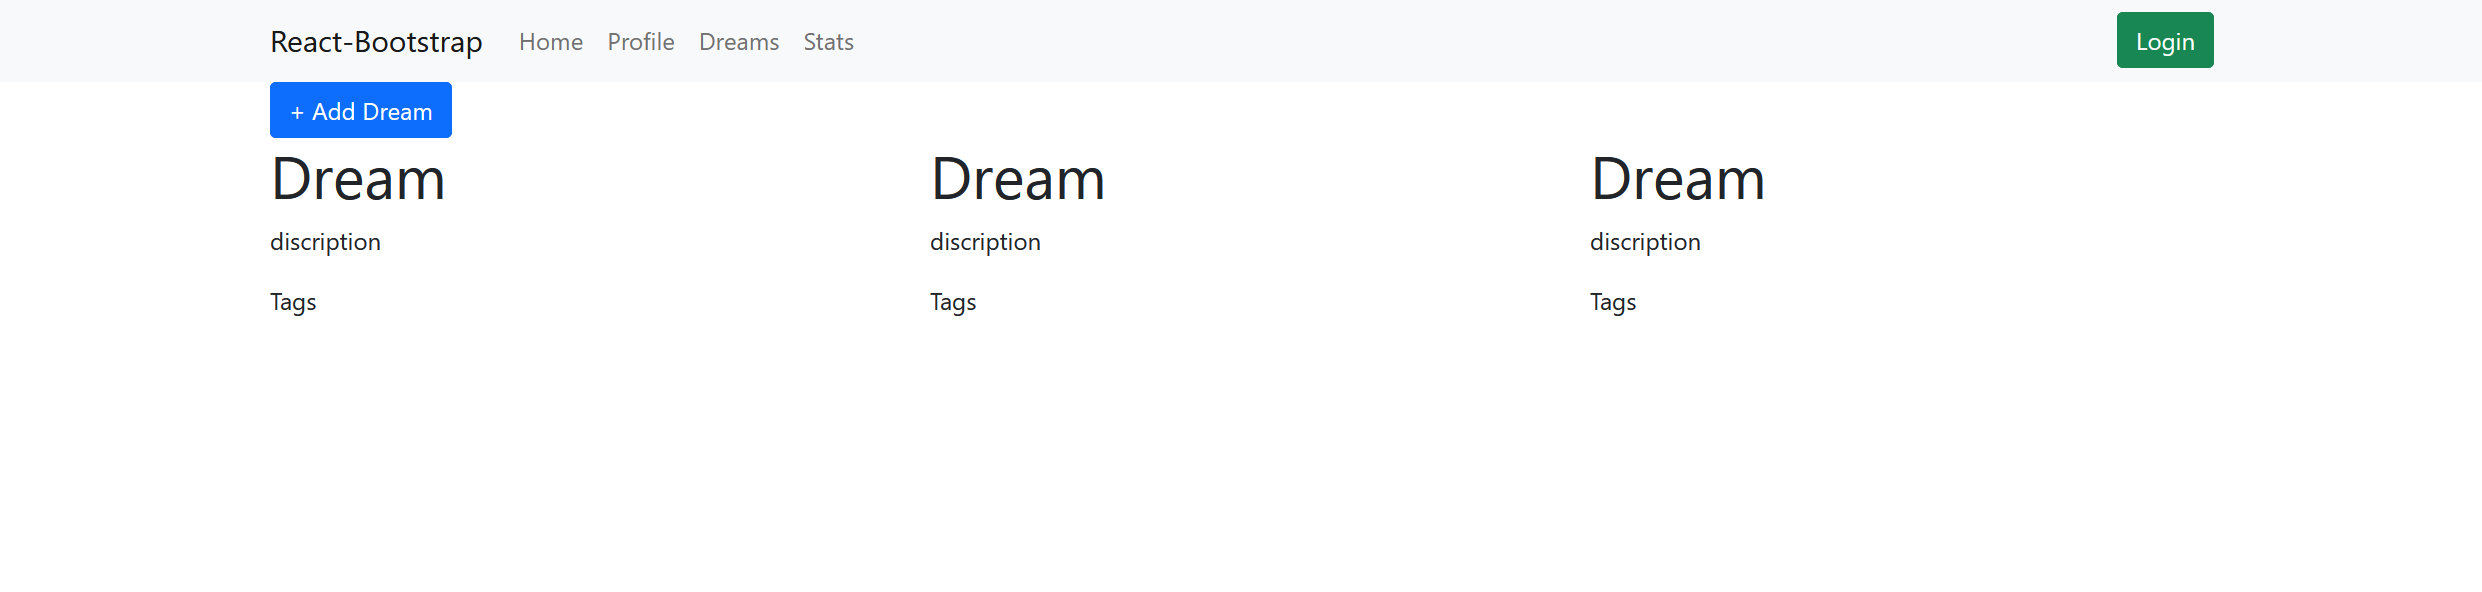 React-Bootstrap Home Profile Dreams Stats Login
+ Add Dream
Dream Dream Dream
discription discription discription
Tags Tags Tags